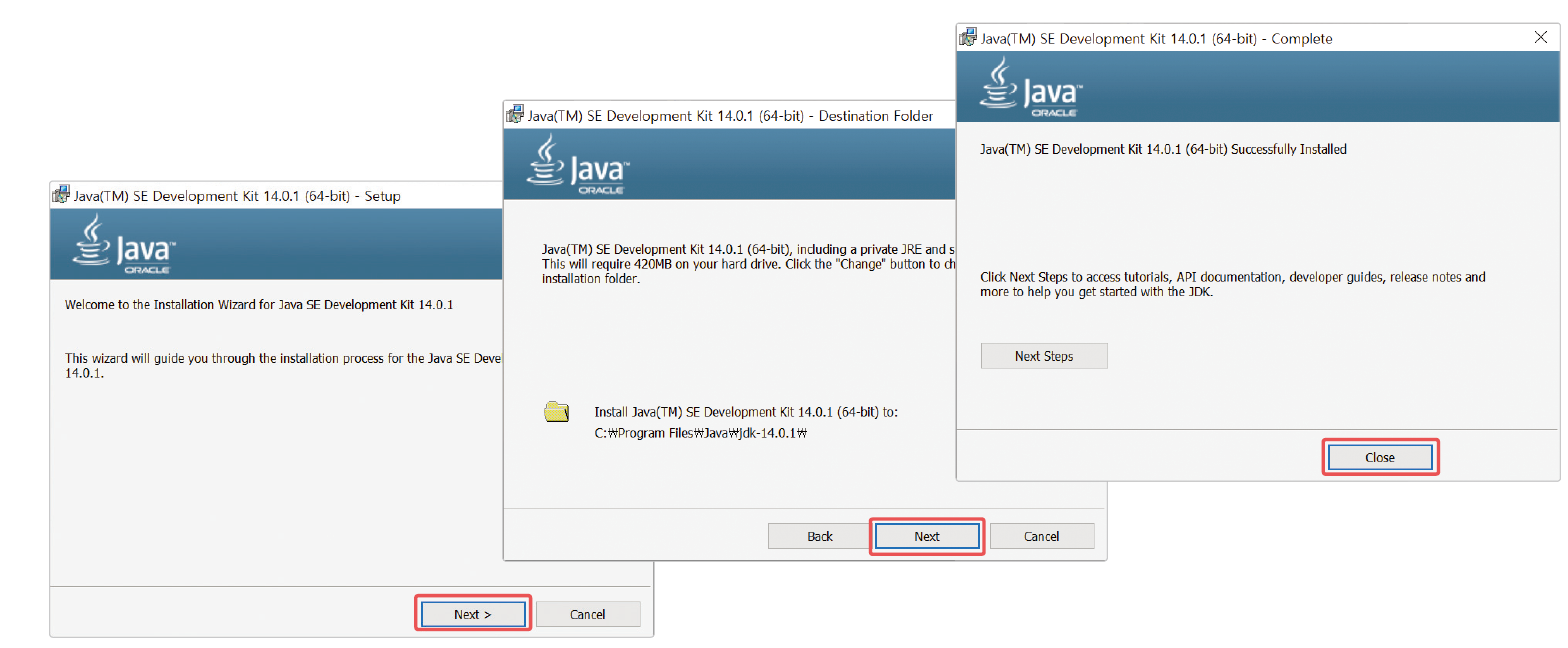 Java(TM) SE Development Kit 14.0.1 (64-bit) - Setup
Java™
ORACLE
Welcome to the Installation Wizard for Java SE Development Kit 14.0.1
This wizard will guide you through the installation process for the Java SE Deve
14.0.1.
Next >
Cancel
Java(TM) SE Development Kit 14.0.1 (64-bit) - Destination Folder
Java™
ORACLE
Java(TM) SE Development Kit 14.0.1 (64-bit), including a private JRE and s
This will require 420MB on your hard drive. Click the "Change" button to ch
installation folder.
Install Java(TM) SE Development Kit 14.0.1 (64-bit) to:
C:₩Program Files₩Java₩jdk-14.0.1₩
Back
Next
Cancel
Java(TM) SE Development Kit 14.0.1 (64-bit) - Complete
Java™
ORACLE
Java(TM) SE Development Kit 14.0.1 (64-bit) Successfully Installed
Click Next Steps to access tutorials, API documentation, developer guides, release notes and
more to help you get started with the JDK.
Next Steps
Close